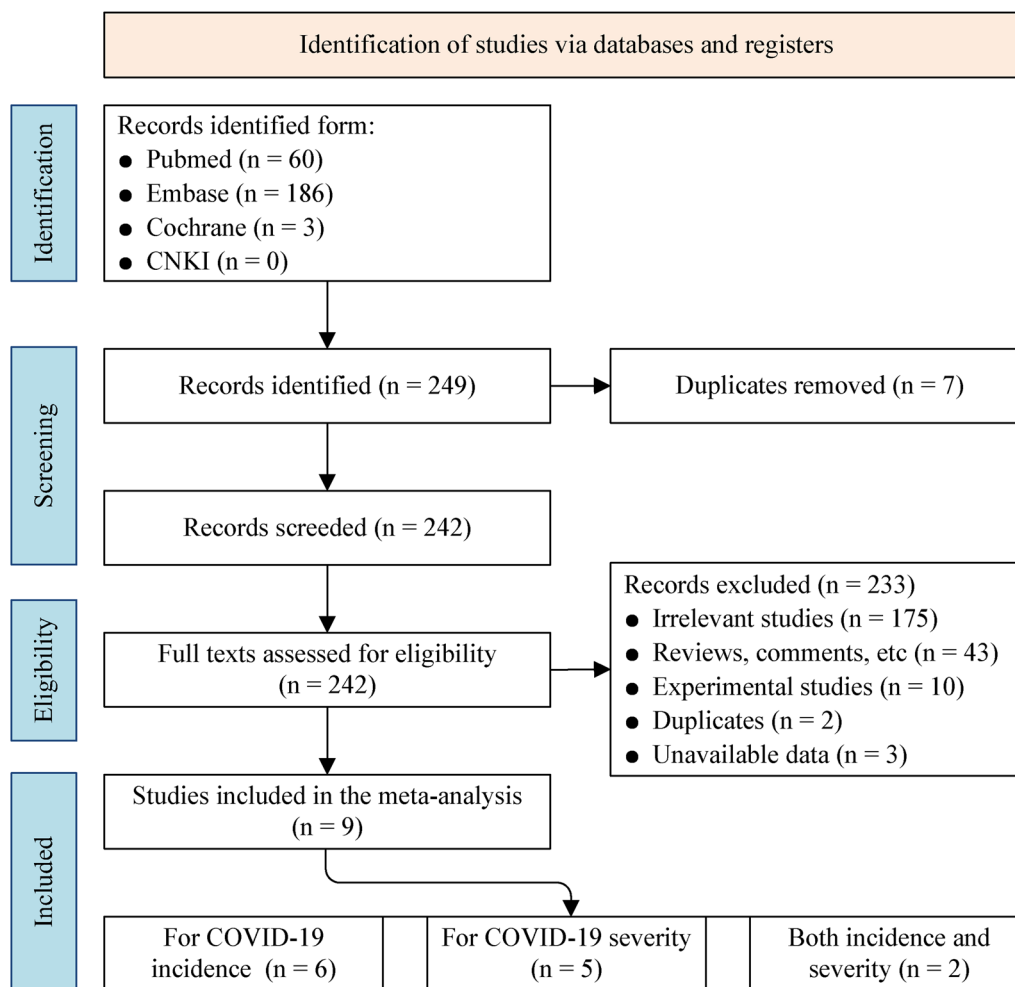 Identification of studies via databases and registers
Identification
Records identified form:
● Pubmed (n = 60)
● Embase (n = 186)
● Cochrane (n = 3)
● CNKI (n = 0)
Screening
Records identified (n = 249)
Duplicates removed (n = 7)
Records screeded (n = 242)
Eligibility
Full texts assessed for eligibility
(n = 242)
Records excluded (n = 233)
● Irrelevant studies (n = 175)
● Reviews, comments, etc (n = 43)
● Experimental studies (n = 10)
● Duplicates (n = 2)
● Unavailable data (n = 3)
Included
Studies included in the meta-analysis
(n = 9)
For COVID-19
incidence (n = 6)
For COVID-19 severity
(n = 5)
Both incidence and
severity (n = 2)